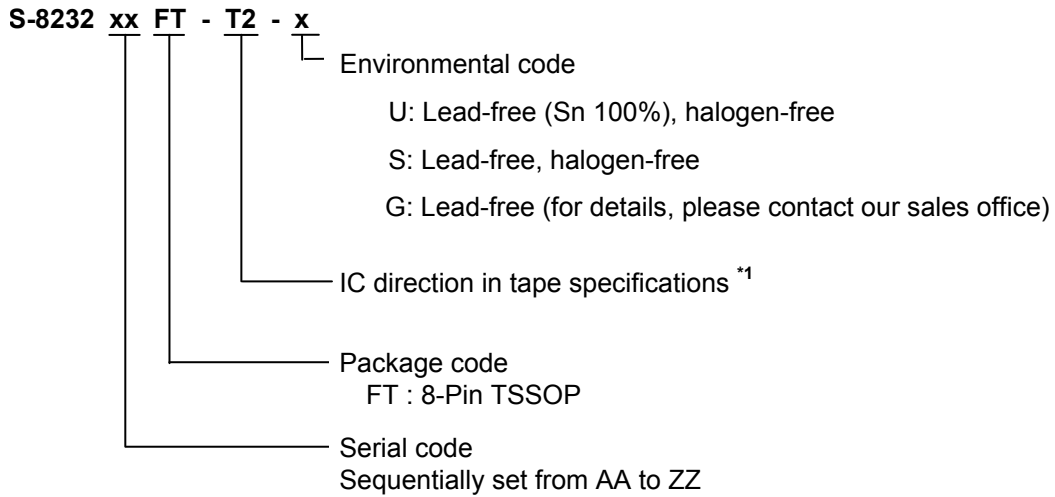 S-8232 xx FT - T2 - x
Environmental code
U: Lead-free (Sn 100%), halogen-free
S: Lead-free, halogen-free
G: Lead-free (for details, please contact our sales office)
IC direction in tape specifications *1
Package code
FT : 8-Pin TSSOP
Serial code
Sequentially set from AA to ZZ